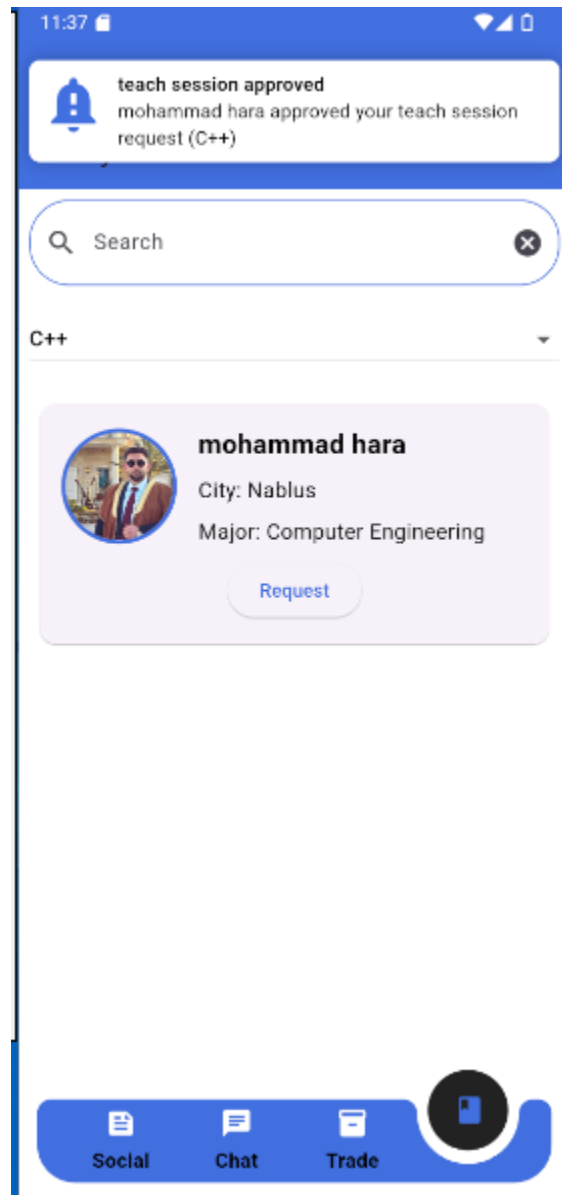 11:37
teach session approved
mohammad hara approved your teach session
request (C++)
Search
C++
mohammad hara
City: Nablus
Major: Computer Engineering
Request
Social
Chat
Trade